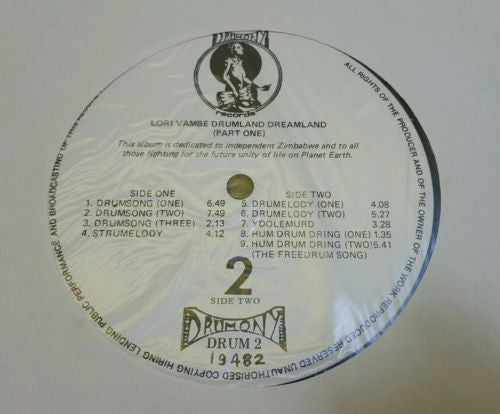 DRUMONY
records
LORI VAMBE DRUMLAND DREAMLAND
(PART ONE)
This album is dedicated to independent Zimbabwe and to all
those fighting for the future unity of life on Planet Earth.
SIDE ONE
1. DRUMSONG (ONE) 6.49
2. DRUMSONG (TWO) 7.49
3. DRUMSONG (THREE) 2,13
4. STRUMELODY 4.12
SIDE TWO
5. DRUMELODY (ONE) 4.08
6. DRUMELODY (TWO) 5.27
7. YDOLEMURD 3.28
8. HUM DRUM DRING (ONE) 1.35
9. HUM DRUM DRING (TWO) 5.41
(THE FREEDRUM SONG)
2
SIDE TWO
DRUMONY
DRUM 2
19482
ALL RIGHTS OF THE PRODUCER AND OF THE OWNER OF THE WORK REPRODUCED RESERVED UNAUTHORISED COPYING HIRING LENDING PUBLIC PERFORMANCE AND BROADCASTING OF THIS RECORD